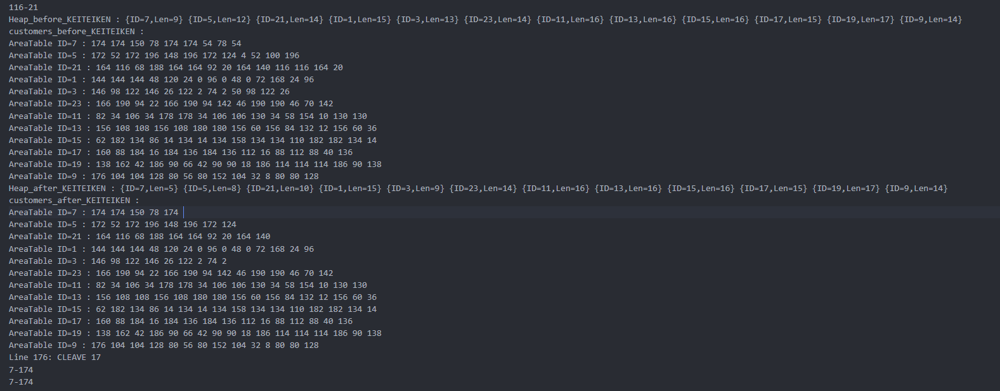 116-21
Heap_before_KEITEIKEN : {ID=7,Len=9} {ID=5,Len=12} {ID=21,Len=14} {ID=1,Len=15} {ID=3,Len=13} {ID=23,Len=14} {ID=11,Len=16} {ID=13,Len=16} {ID=15,Len=16} {ID=17,Len=15} {ID=19,Len=17} {ID=9,Len=14}
customers_before_KEITEIKEN :
AreaTable ID=7 : 174 174 150 78 174 174 54 78 54
AreaTable ID=5 : 172 52 172 196 148 196 172 124 4 52 100 196
AreaTable ID=21 : 164 116 68 188 164 164 92 20 164 140 116 116 164 20
AreaTable ID=1 : 144 144 144 48 120 24 0 96 0 48 0 72 168 24 96
AreaTable ID=3 : 146 98 122 146 26 122 2 74 2 50 98 122 26
AreaTable ID=23 : 166 190 94 22 166 190 94 142 46 190 190 46 70 142
AreaTable ID=11 : 82 34 106 34 178 178 34 106 106 130 34 58 154 10 130 130
AreaTable ID=13 : 156 108 108 156 108 180 180 156 60 156 84 132 12 156 60 36
AreaTable ID=15 : 62 182 134 86 14 134 14 134 158 134 134 110 182 182 134 14
AreaTable ID=17 : 160 88 184 16 184 136 184 136 112 16 88 112 88 40 136
AreaTable ID=19 : 138 162 42 186 90 66 42 90 90 18 186 114 114 114 186 90 138
AreaTable ID=9 : 176 104 104 128 80 56 80 152 104 32 8 80 80 128
Heap_after_KEITEIKEN : {ID=7,Len=5} {ID=5,Len=8} {ID=21,Len=10} {ID=1,Len=15} {ID=3,Len=9} {ID=23,Len=14} {ID=11,Len=16} {ID=13,Len=16} {ID=15,Len=16} {ID=17,Len=15} {ID=19,Len=17} {ID=9,Len=14}
customers_after_KEITEIKEN :
AreaTable ID=7 : 174 174 150 78 174
AreaTable ID=5 : 172 52 172 196 148 196 172 124
AreaTable ID=21 : 164 116 68 188 164 164 92 20 164 140
AreaTable ID=1 : 144 144 144 48 120 24 0 96 0 48 0 72 168 24 96
AreaTable ID=3 : 146 98 122 146 26 122 2 74 2
AreaTable ID=23 : 166 190 94 22 166 190 94 142 46 190 190 46 70 142
AreaTable ID=11 : 82 34 106 34 178 178 34 106 106 130 34 58 154 10 130 130
AreaTable ID=13 : 156 108 108 156 108 180 180 156 60 156 84 132 12 156 60 36
AreaTable ID=15 : 62 182 134 86 14 134 14 134 158 134 134 110 182 182 134 14
AreaTable ID=17 : 160 88 184 16 184 136 184 136 112 16 88 112 88 40 136
AreaTable ID=19 : 138 162 42 186 90 66 42 90 90 18 186 114 114 114 186 90 138
AreaTable ID=9 : 176 104 104 128 80 56 80 152 104 32 8 80 80 128
Line 176: CLEAVE 17
7-174
7-174